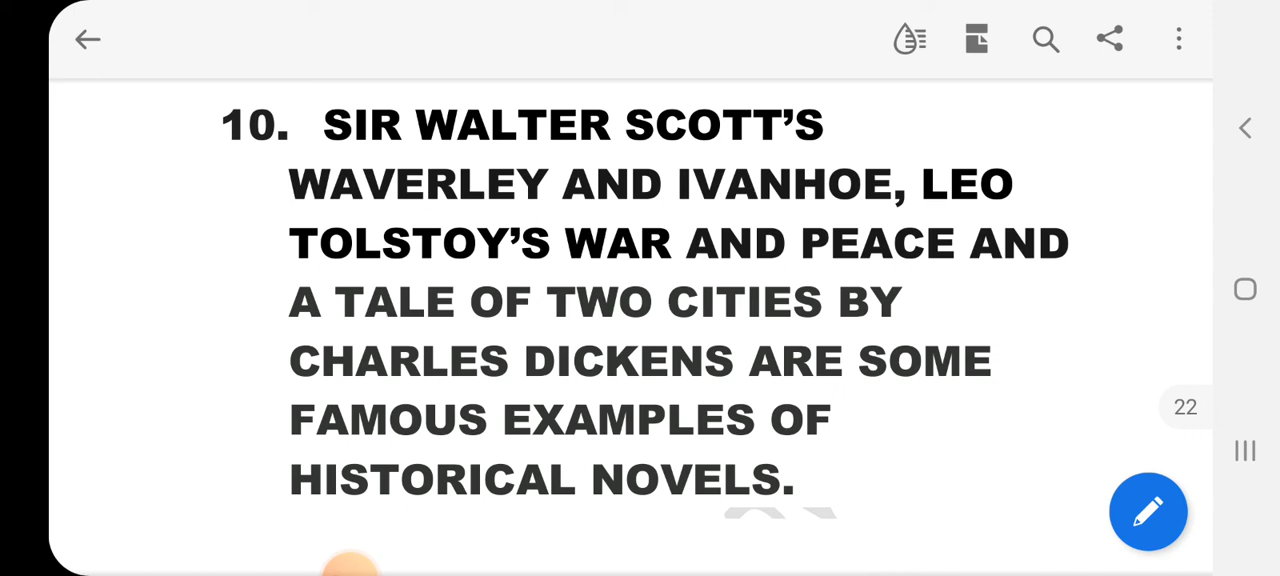 10. SIR WALTER SCOTT’S
WAVERLEY AND IVANHOE, LEO
TOLSTOY’S WAR AND PEACE AND
A TALE OF TWO CITIES BY
CHARLES DICKENS ARE SOME
FAMOUS EXAMPLES OF
HISTORICAL NOVELS.
22